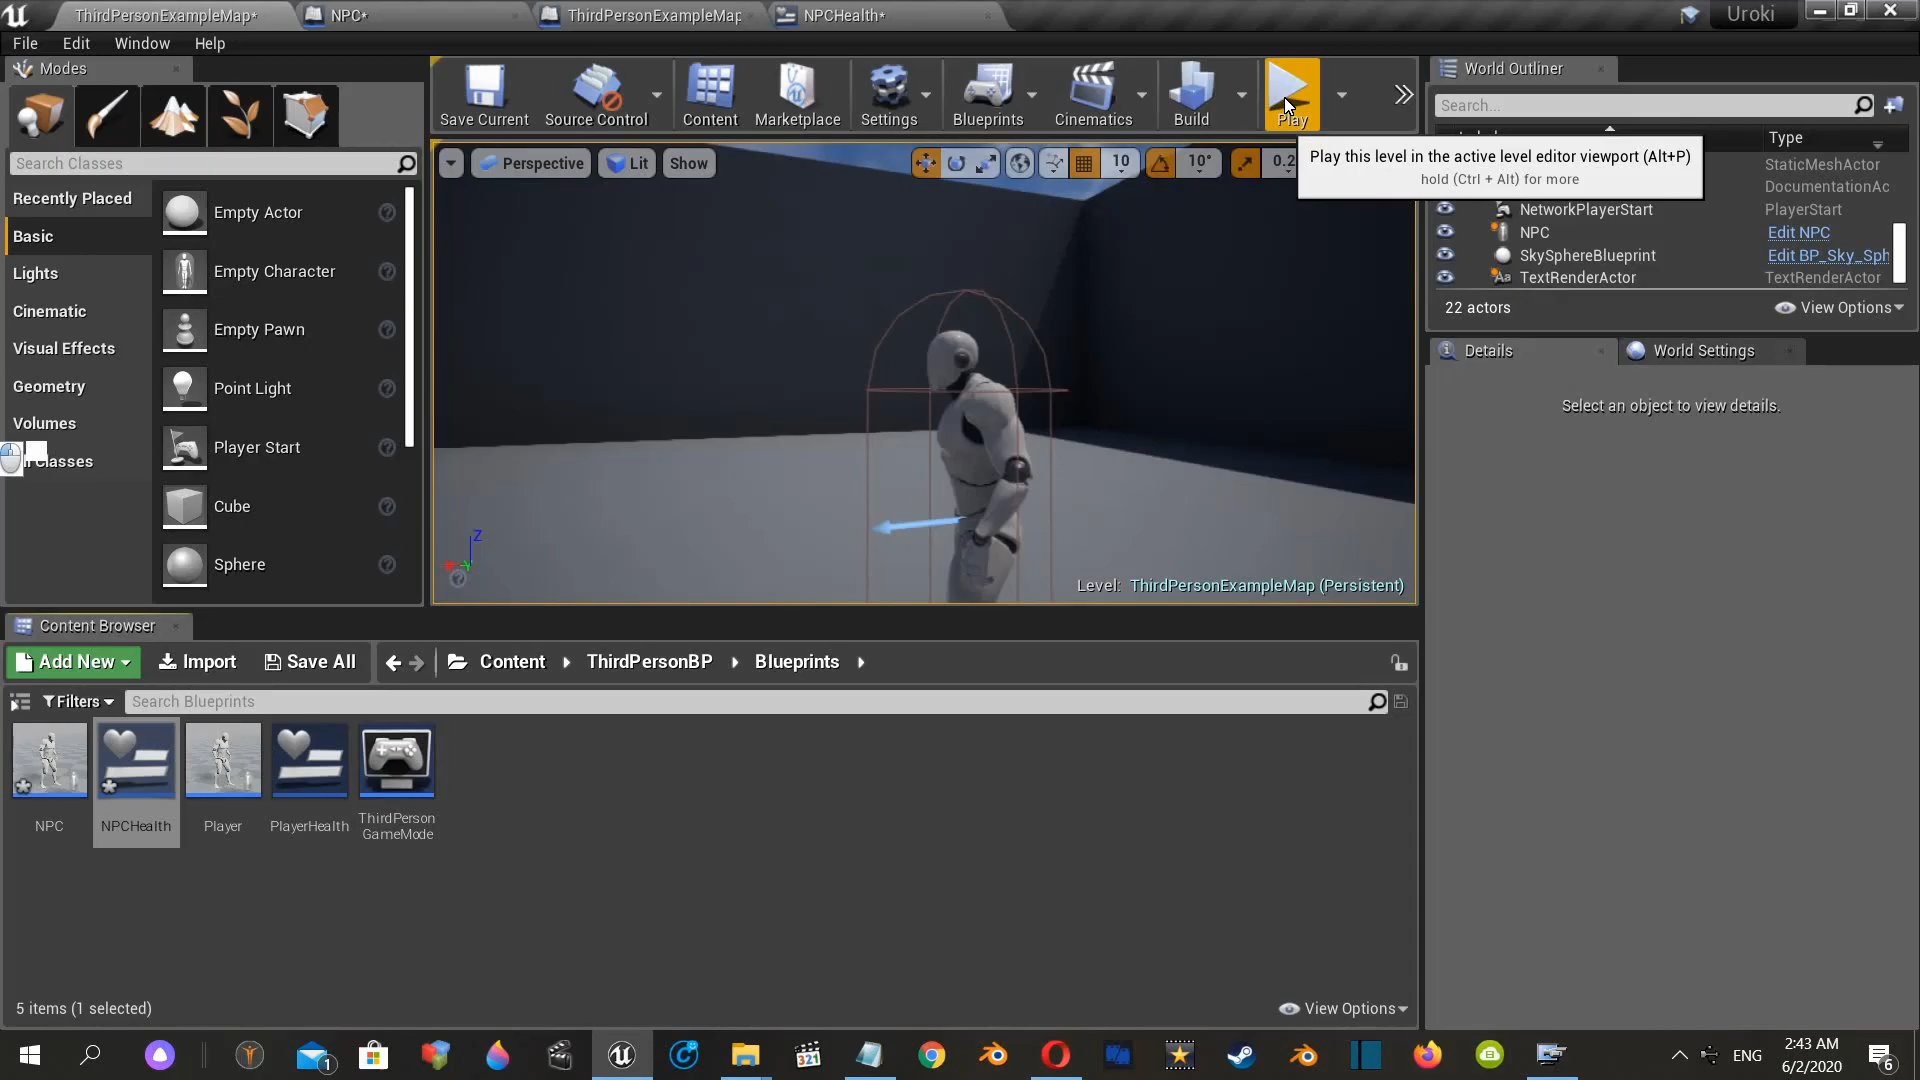 ThirdPersonExampleMap*
NPC*
ThirdPersonExampleMap
NPCHealth*
Uroki
File
Edit
Window
Help
Modes
Save Current
Source Control
Content
Marketplace
Settings
Blueprints
Cinematics
Build
Play
World Outliner
Search...
Type
Search Classes
Perspective
Lit
Show
10
10°
0.2
Play this level in the active level editor viewport (Alt+P)
hold (Ctrl + Alt) for more
StaticMeshActor
DocumentationAc
NetworkPlayerStart
PlayerStart
NPC
Edit NPC
SkySphereBlueprint
Edit BP_Sky_Sph
TextRenderActor
TextRenderActor
22 actors
View Options
Recently Placed
Basic
Lights
Cinematic
Visual Effects
Geometry
Volumes
Classes
Empty Actor
Empty Character
Empty Pawn
Point Light
Player Start
Cube
Sphere
Z
Level: ThirdPersonExampleMap (Persistent)
Details
World Settings
Select an object to view details.
Content Browser
Add New
Import
Save All
Content
ThirdPersonBP
Blueprints
Filters
Search Blueprints
NPC
NPCHealth
Player
PlayerHealth
ThirdPerson
GameMode
5 items (1 selected)
View Options
1
321
ENG
2:43 AM
6/2/2020
6